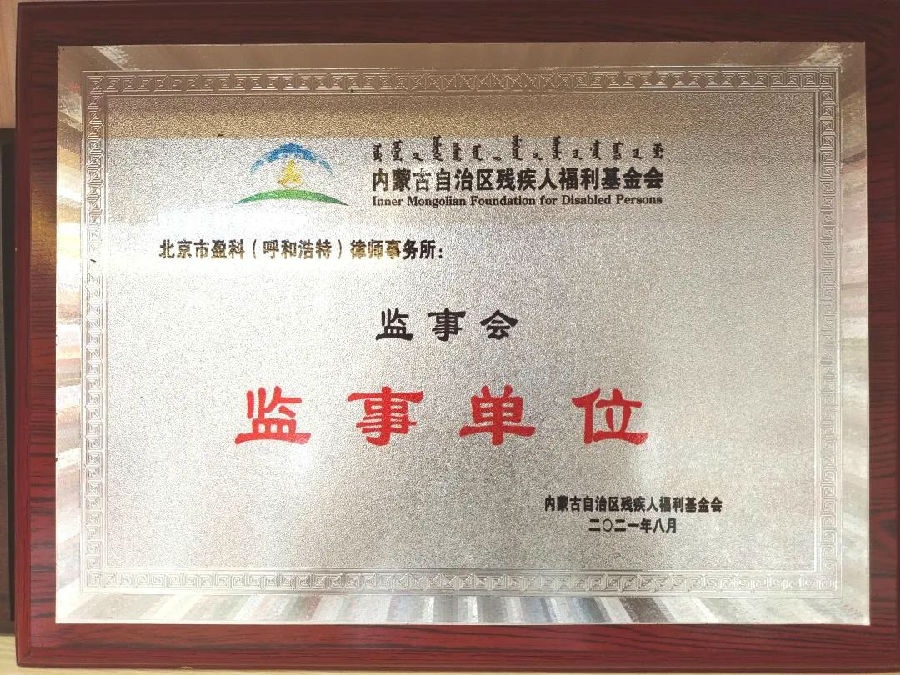 内蒙古自治区残疾人福利基金会
Inner Mongolian Foundation for Disabled Persons
北京市盈科（呼和浩特）律师事务所：
监事会
监事单位
内蒙古自治区残疾人福利基金会
二〇二一年八月